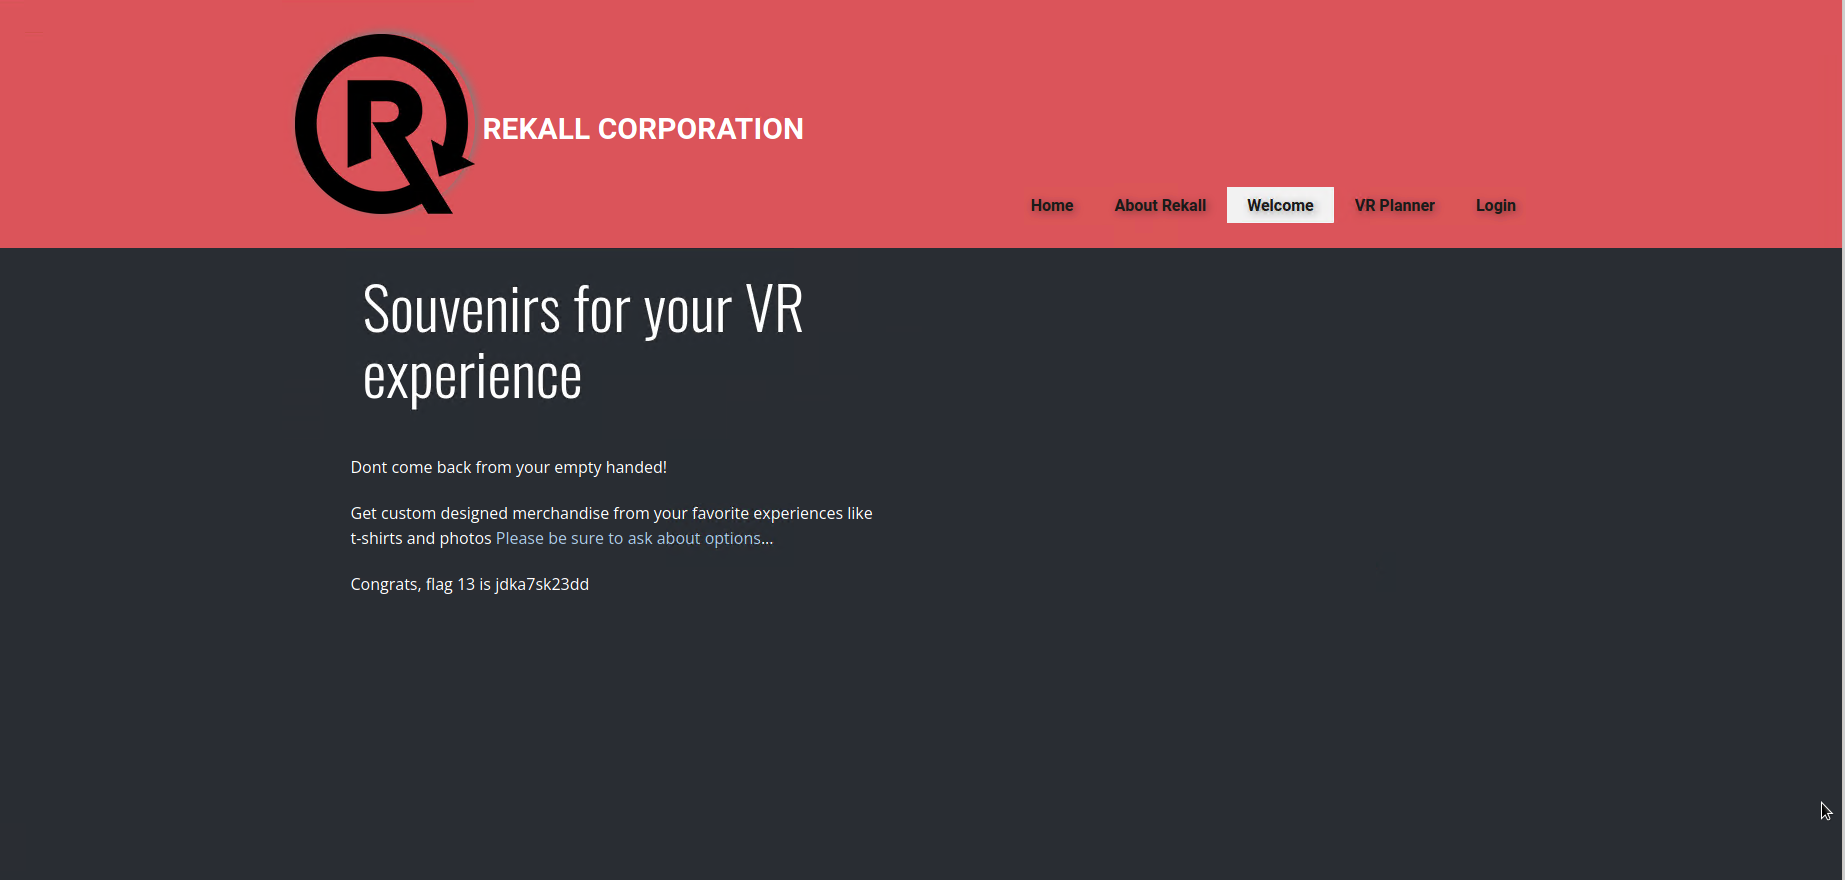 REKALL CORPORATION
Home About Rekall Welcome VR Planner Login
Souvenirs for your VR
experience
Dont come back from your empty handed!
Get custom designed merchandise from your favorite experiences like
t-shirts and photos Please be sure to ask about options...
Congrats, flag 13 is jdka7sk23dd